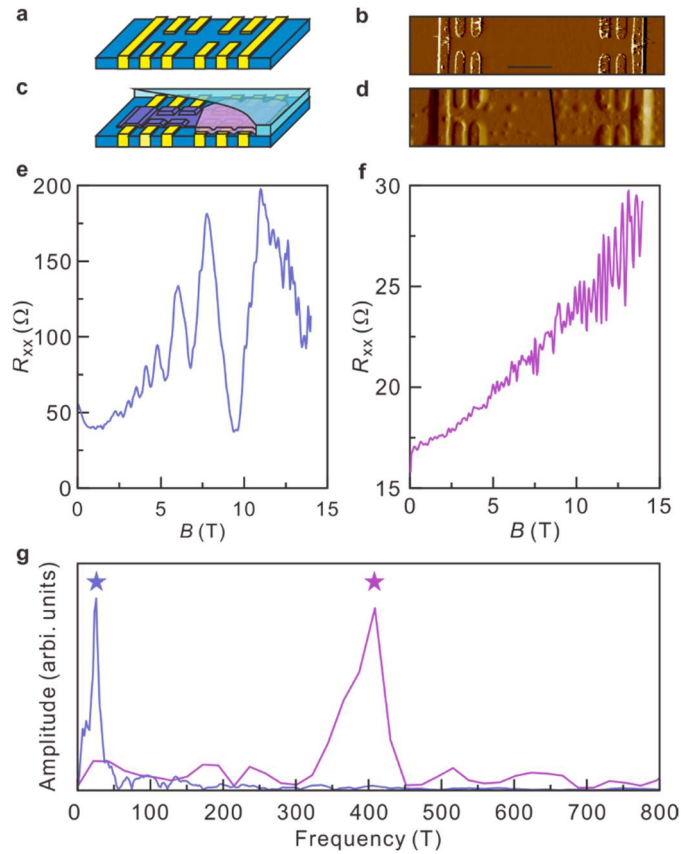 a
b
c
d
e
f
200
150
100
50
0
Rxx (Ω)
0 5 10 15
B (T)
30
25
20
15
Rxx (Ω)
0 5 10 15
B (T)
g
Amplitude (arbi. units)
0 100 200 300 400 500 600 700 800
Frequency (T)